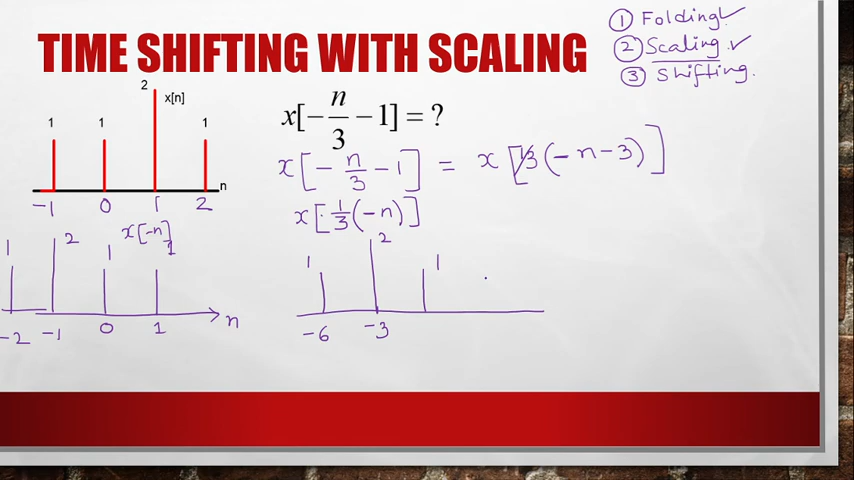 ① Folding✓
② Scaling ✓
③ Shifting.
TIME SHIFTING WITH SCALING
2
x[n]
1 1 1
n
-1 0 1 2
x[-n/3 -1] = ?
x[-n/3 -1] = x[1/3(-n-3)]
x[1/3(-n)]
1 2 x[-n] 1 1
-2 -1 0 1 n
1 2 1
-6 -3